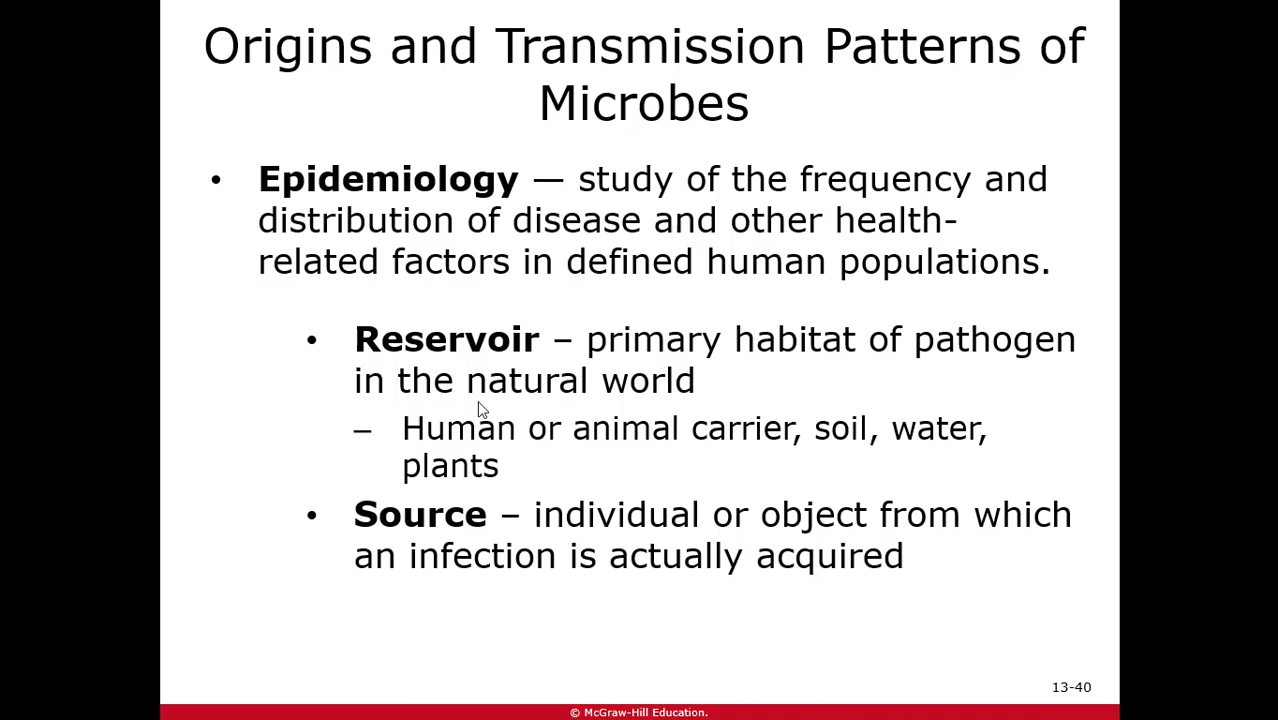 Origins and Transmission Patterns of
Microbes
• Epidemiology — study of the frequency and
distribution of disease and other health-
related factors in defined human populations.
• Reservoir – primary habitat of pathogen
in the natural world
– Human or animal carrier, soil, water,
plants
• Source – individual or object from which
an infection is actually acquired
13-40
© McGraw-Hill Education.